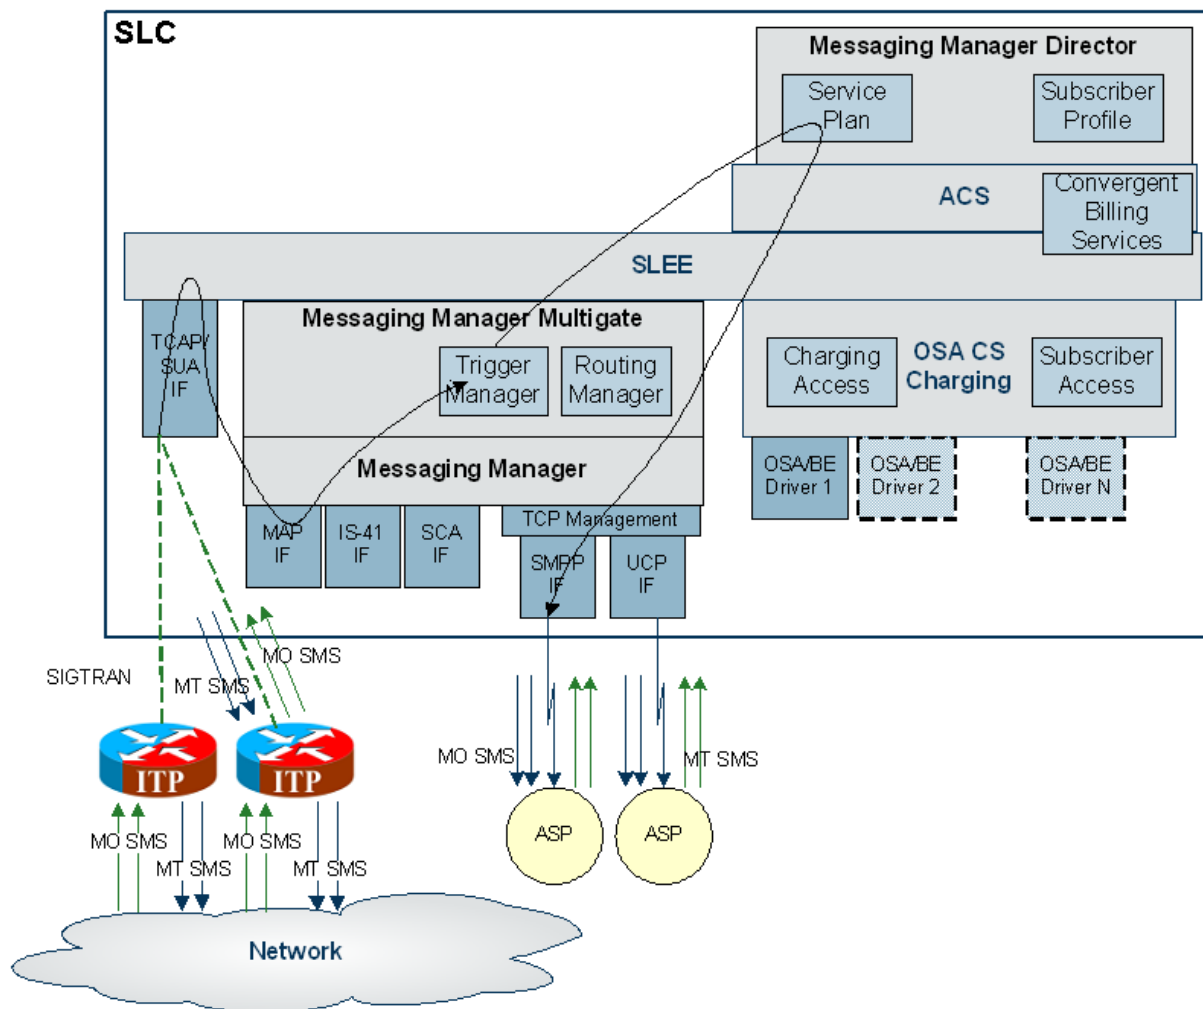 SLC
Messaging Manager Director
Service
Plan
Subscriber
Profile
ACS
Convergent
Billing
Services
SLEE
TCAP/
SUA
IF
Messaging Manager Multigate
Trigger
Manager
Routing
Manager
Messaging Manager
Charging
Access
OSA CS
Charging
Subscriber
Access
OSA/BE
Driver 1
OSA/BE
Driver 2
OSA/BE
Driver N
MAP
IF
IS-41
IF
SCA
IF
TCP Management
SMPP
IF
UCP
IF
SIGTRAN
MT SMS
MO SMS
ITP
ITP
MO SMS
MT SMS
MO SMS
MT SMS
MO SMS
MT SMS
ASP
ASP
Network